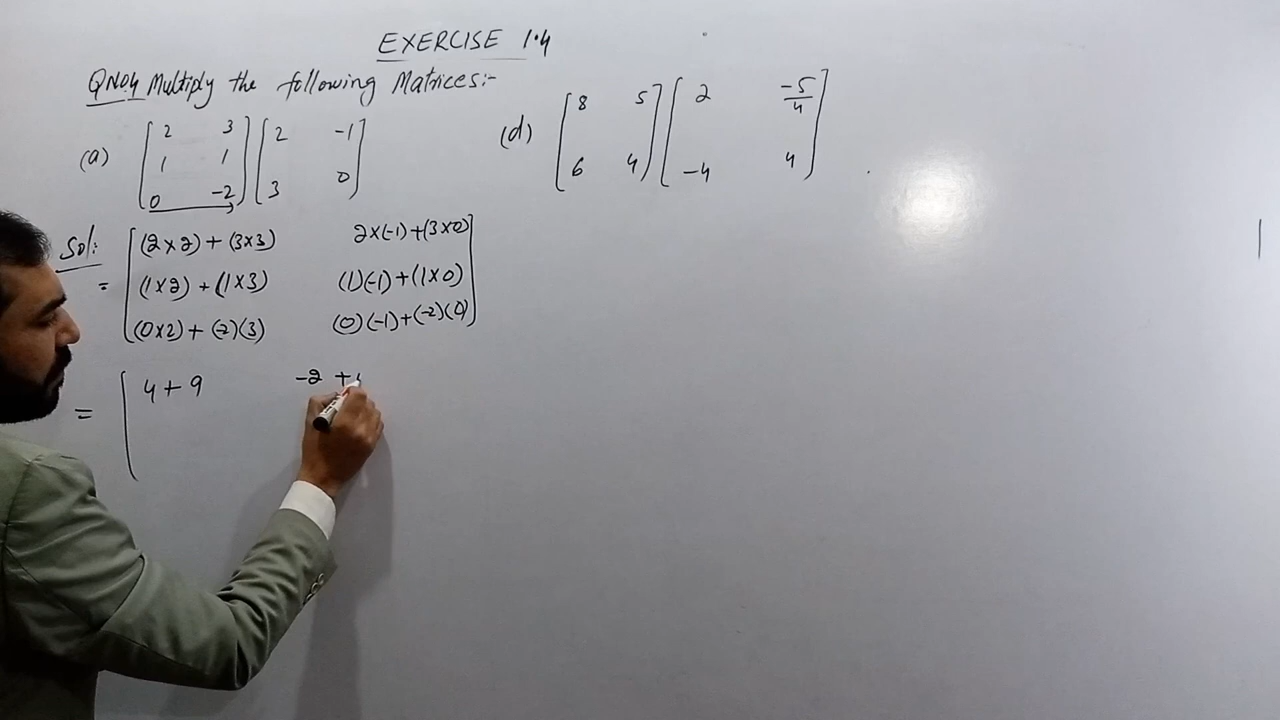 EXERCISE 1.4
QNO4 Multiply the following Matrices:-
(a) [2 3] [2 -1]
[1 1] [3 0]
[0 -2]
(d) [8 5] [2 -5/4]
[6 4] [-4 4]
Sol:
= [(2×2)+(3×3) 2×(-1)+(3×0)]
[(1×2)+(1×3) (1)(-1)+(1×0)]
[(0×2)+(-2)(3) (0)(-1)+(-2)(0)]
= [4+9 -2 +